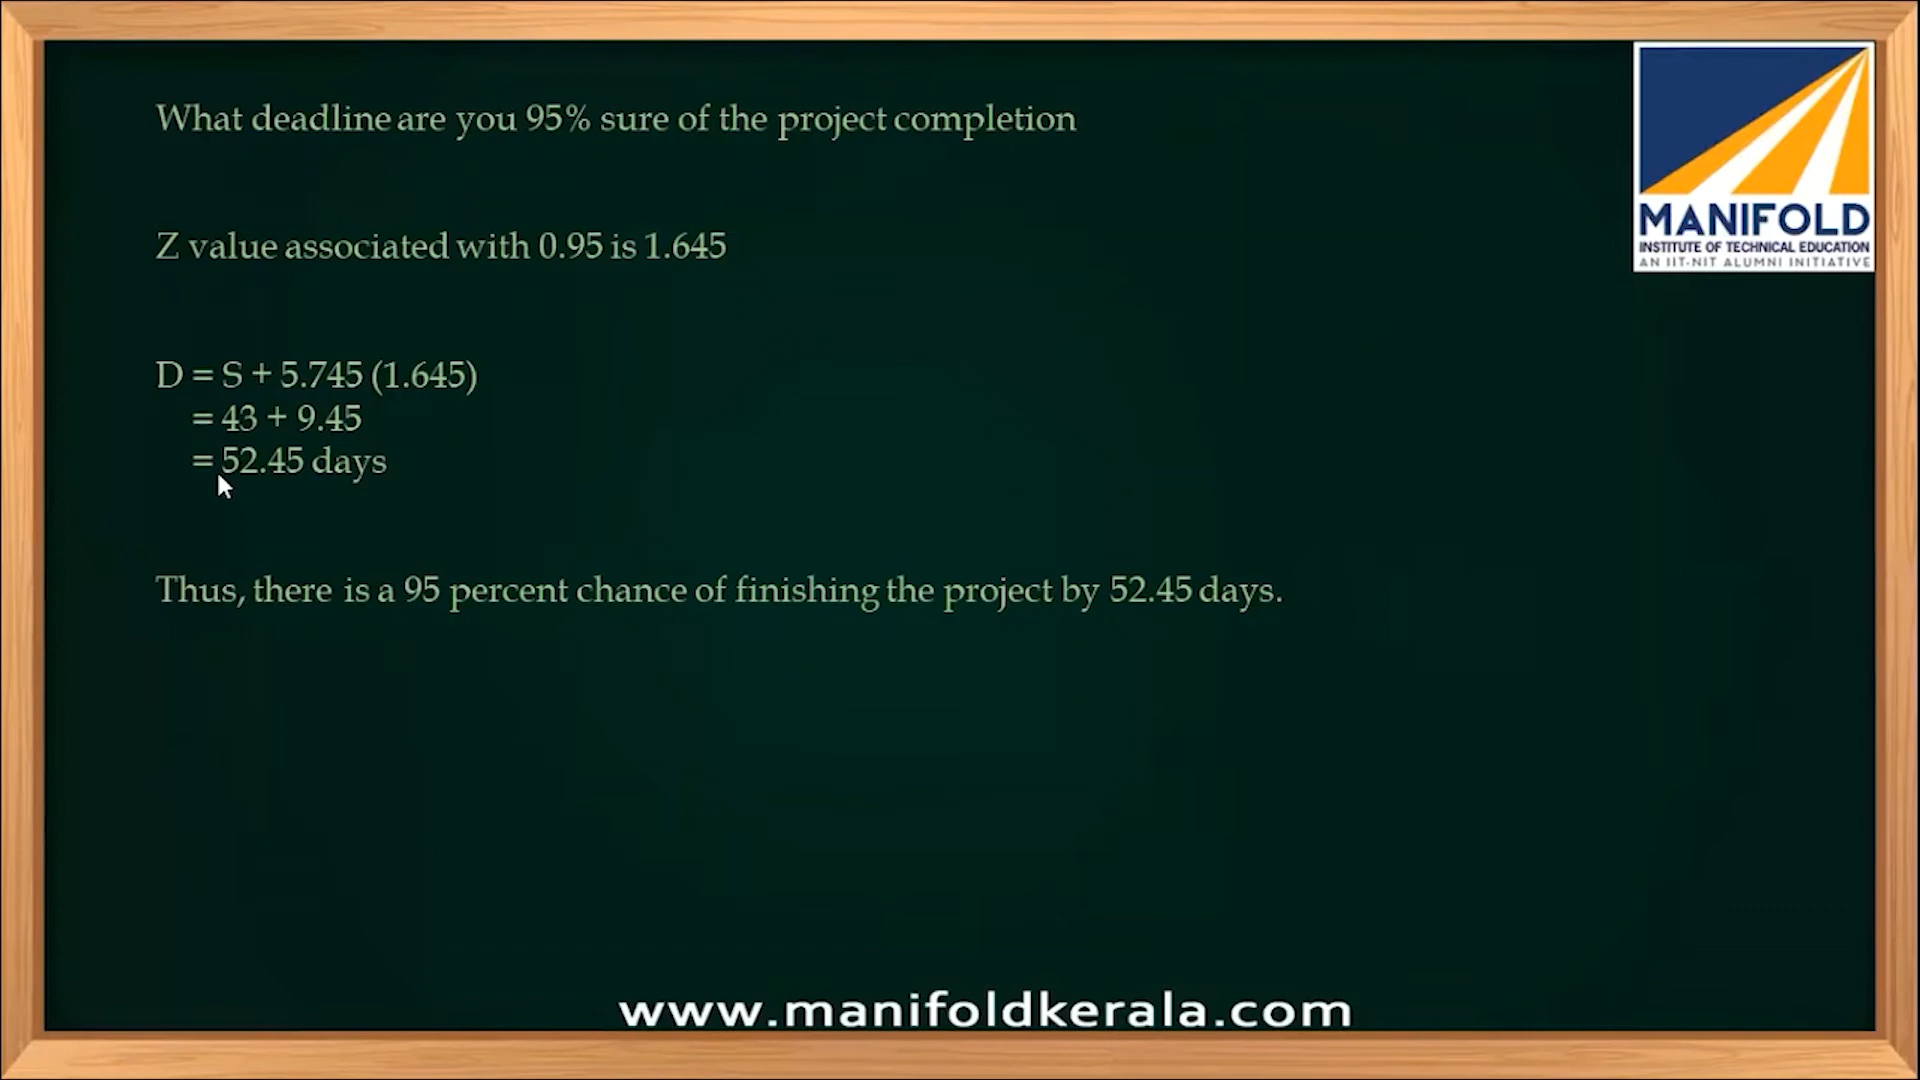 What deadline are you 95% sure of the project completion
Z value associated with 0.95 is 1.645
D = S + 5.745 (1.645)
= 43 + 9.45
= 52.45 days
Thus, there is a 95 percent chance of finishing the project by 52.45 days.
MANIFOLD
INSTITUTE OF TECHNICAL EDUCATION
AN IIT-NIT ALUMNI INITIATIVE
www.manifoldkerala.com